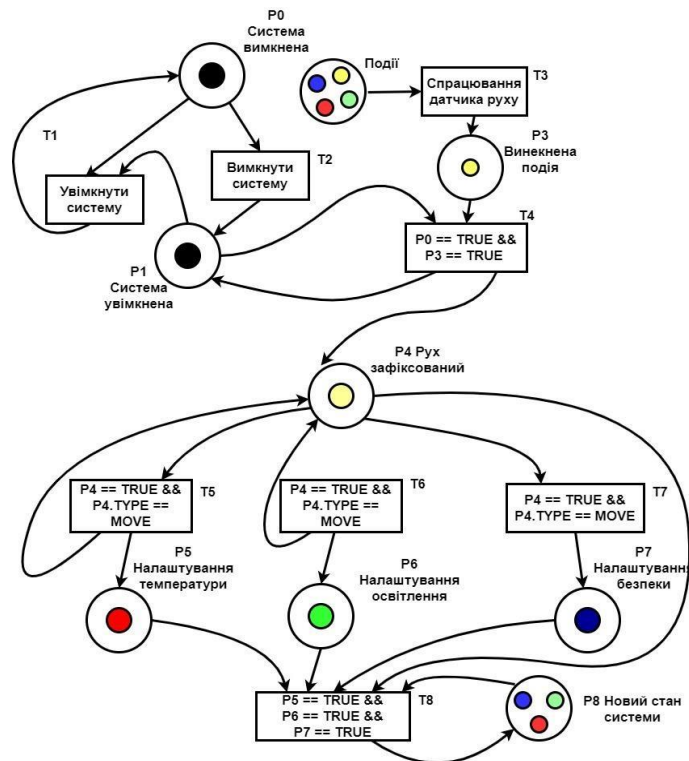 P0
Система
вимкнена
Події
T3
Спрацювання
датчика руху
P3
Винекнена
подія
T1
T2
Вимкнути
систему
Увімкнути
систему
T4
P0 == TRUE &&
P3 == TRUE
P1
Система
увімкнена
P4 Рух
зафіксований
P4 == TRUE &&
P4.TYPE ==
MOVE
T5
P4 == TRUE &&
P4.TYPE ==
MOVE
T6
P4 == TRUE &&
P4.TYPE == MOVE
T7
P5
Налаштування
температури
P6
Налаштування
освітлення
P7
Налаштування
безпеки
P5 == TRUE &&
P6 == TRUE &&
P7 == TRUE
T8
P8 Новий стан
системи